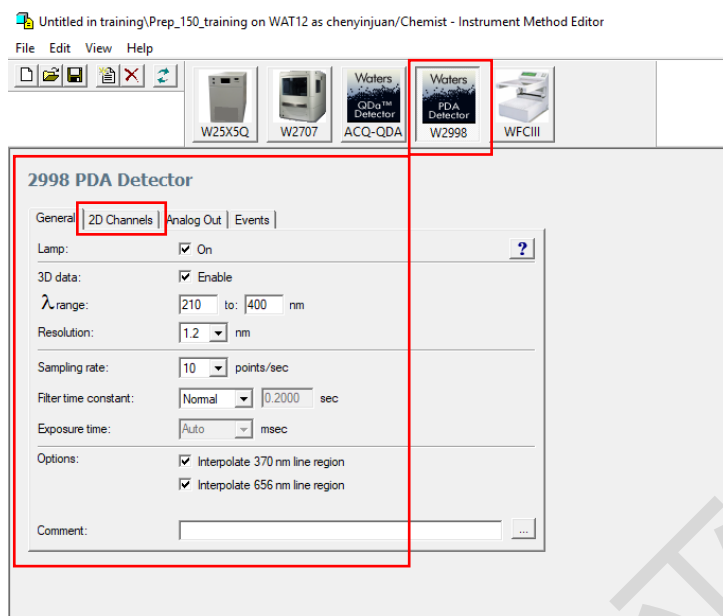 Untitled in training\Prep_150_training on WAT12 as chenyinjuan/Chemist - Instrument Method Editor
File Edit View Help
Waters QDa™ Detector
Waters PDA Detector
W25X5Q W2707 ACQ-QDA W2998 WFCIII
2998 PDA Detector
General 2D Channels Analog Out Events
Lamp: On ?
3D data: Enable
λ range: 210 to: 400 nm
Resolution: 1.2 nm
Sampling rate: 10 points/sec
Filter time constant: Normal 0.2000 sec
Exposure time: Auto msec
Options: Interpolate 370 nm line region
Interpolate 656 nm line region
Comment: ...